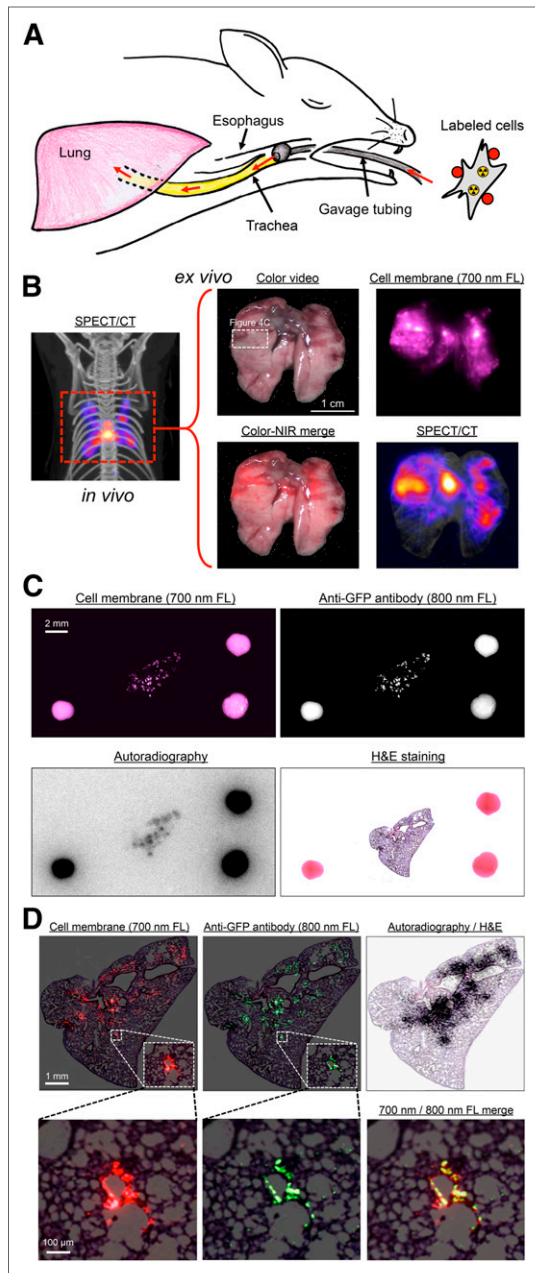 A
Esophagus
Labeled cells
Lung
Trachea
Gavage tubing
B
ex vivo
Color video
Cell membrane (700 nm FL)
SPECT/CT
Figure 4C
1 cm
Color-NIR merge
SPECT/CT
in vivo
C
Cell membrane (700 nm FL)
Anti-GFP antibody (800 nm FL)
2 mm
Autoradiography
H&E staining
D
Cell membrane (700 nm FL)
Anti-GFP antibody (800 nm FL)
Autoradiography / H&E
1 mm
700 nm / 800 nm FL merge
100 μm